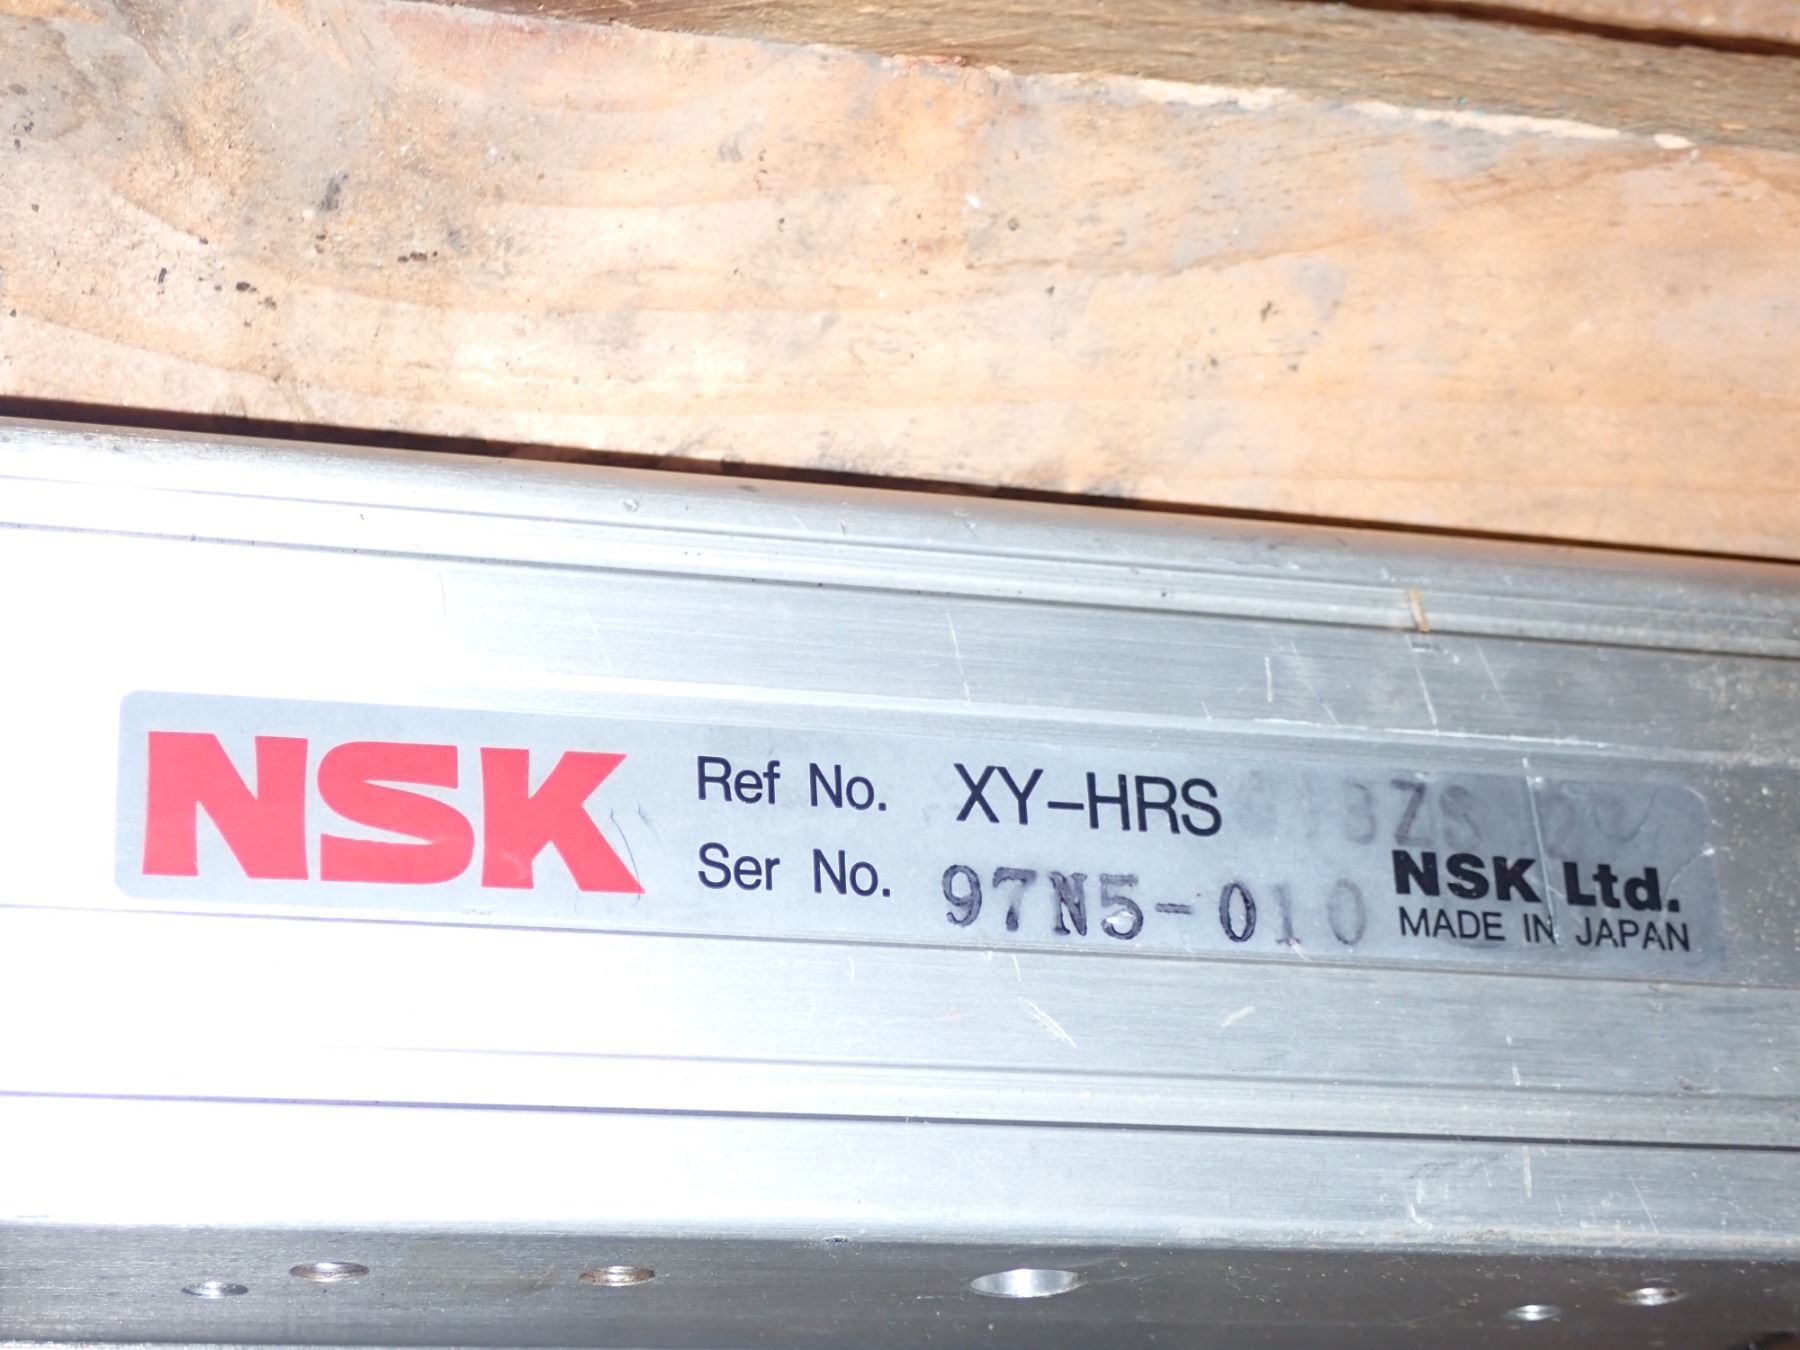 NSK
Ref No. XY-HRS
Ser No. 97N5-010
NSK Ltd.
MADE IN JAPAN